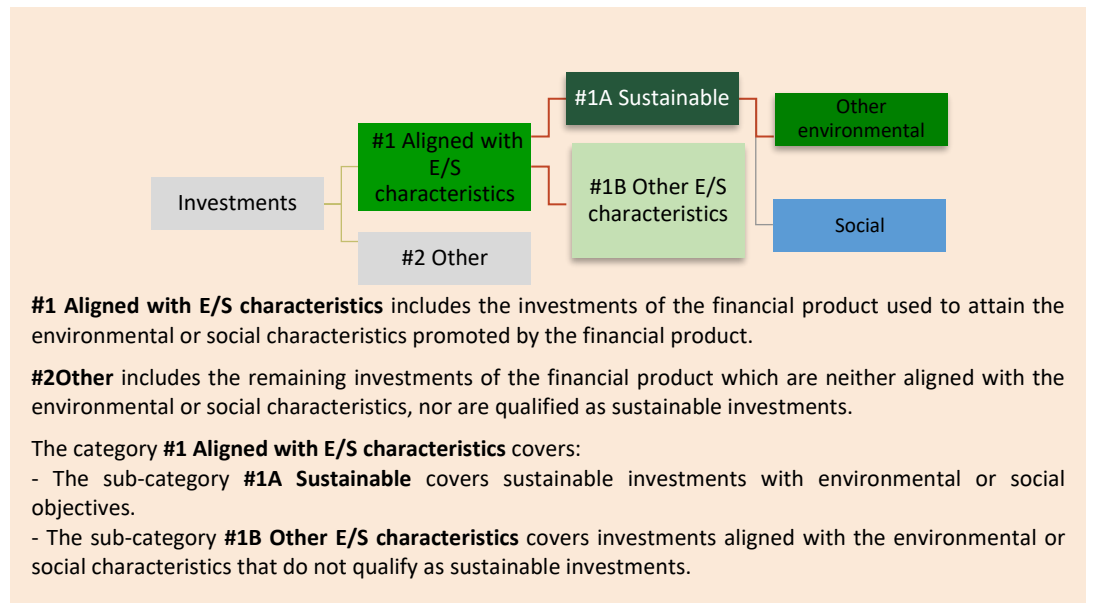 #1A Sustainable
Other
environmental
#1 Aligned with
E/S
characteristics
#1B Other E/S
characteristics
Investments
Social
#2 Other
#1 Aligned with E/S characteristics includes the investments of the financial product used to attain the
environmental or social characteristics promoted by the financial product.
#2Other includes the remaining investments of the financial product which are neither aligned with the
environmental or social characteristics, nor are qualified as sustainable investments.
The category #1 Aligned with E/S characteristics covers:
- The sub-category #1A Sustainable covers sustainable investments with environmental or social
objectives.
- The sub-category #1B Other E/S characteristics covers investments aligned with the environmental or
social characteristics that do not qualify as sustainable investments.